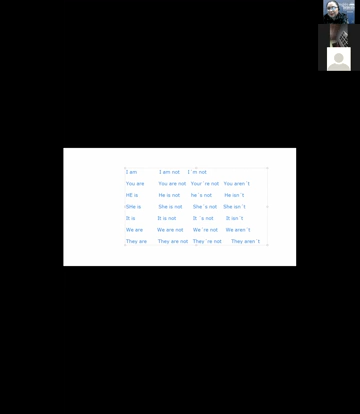 I am I am not I´m not
You are You are not Your´re not You aren´t
HE is He is not he´s not He isn´t
SHe is She is not She´s not She isn´t
It is It is not It´s not It isn´t
We are We are not We´re not We aren´t
They are They are not They´re not They aren´t